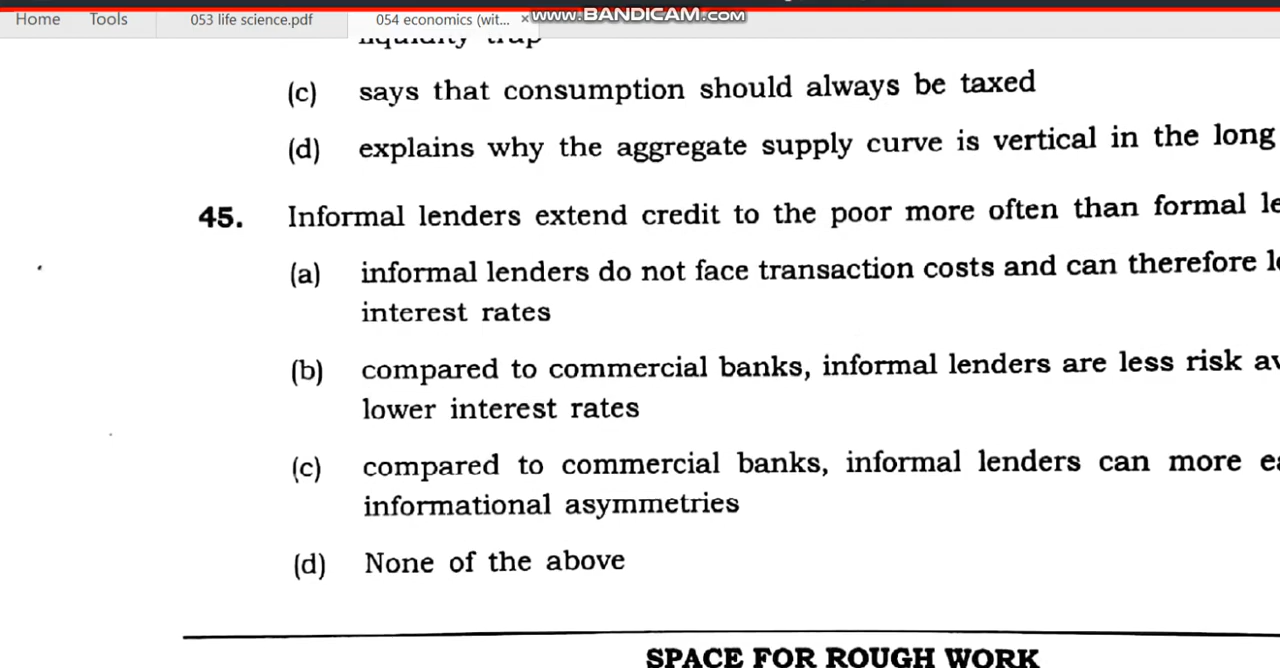 Home Tools 053 life science.pdf 054 economics (wit... × www.BANDICAM.com
liquidity trap
(c) says that consumption should always be taxed
(d) explains why the aggregate supply curve is vertical in the long
45. Informal lenders extend credit to the poor more often than formal le
(a) informal lenders do not face transaction costs and can therefore
interest rates
(b) compared to commercial banks, informal lenders are less risk av
lower interest rates
(c) compared to commercial banks, informal lenders can more ea
informational asymmetries
(d) None of the above
SPACE FOR ROUGH WORK